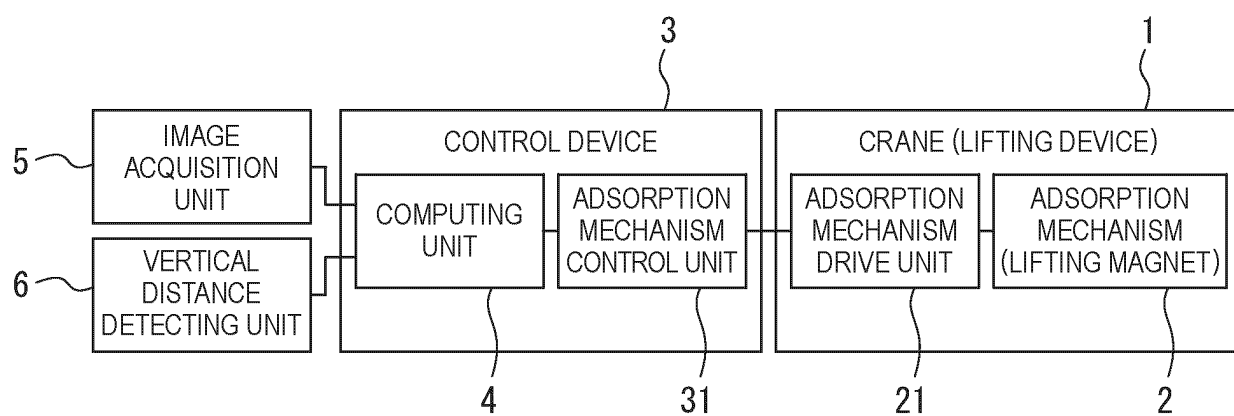 3
1
5
IMAGE
ACQUISITION
UNIT
6
VERTICAL
DISTANCE
DETECTING UNIT
CONTROL DEVICE
COMPUTING
UNIT
ADSORPTION
MECHANISM
CONTROL UNIT
CRANE (LIFTING DEVICE)
ADSORPTION
MECHANISM
DRIVE UNIT
ADSORPTION
MECHANISM
(LIFTING MAGNET)
4
31
21
2